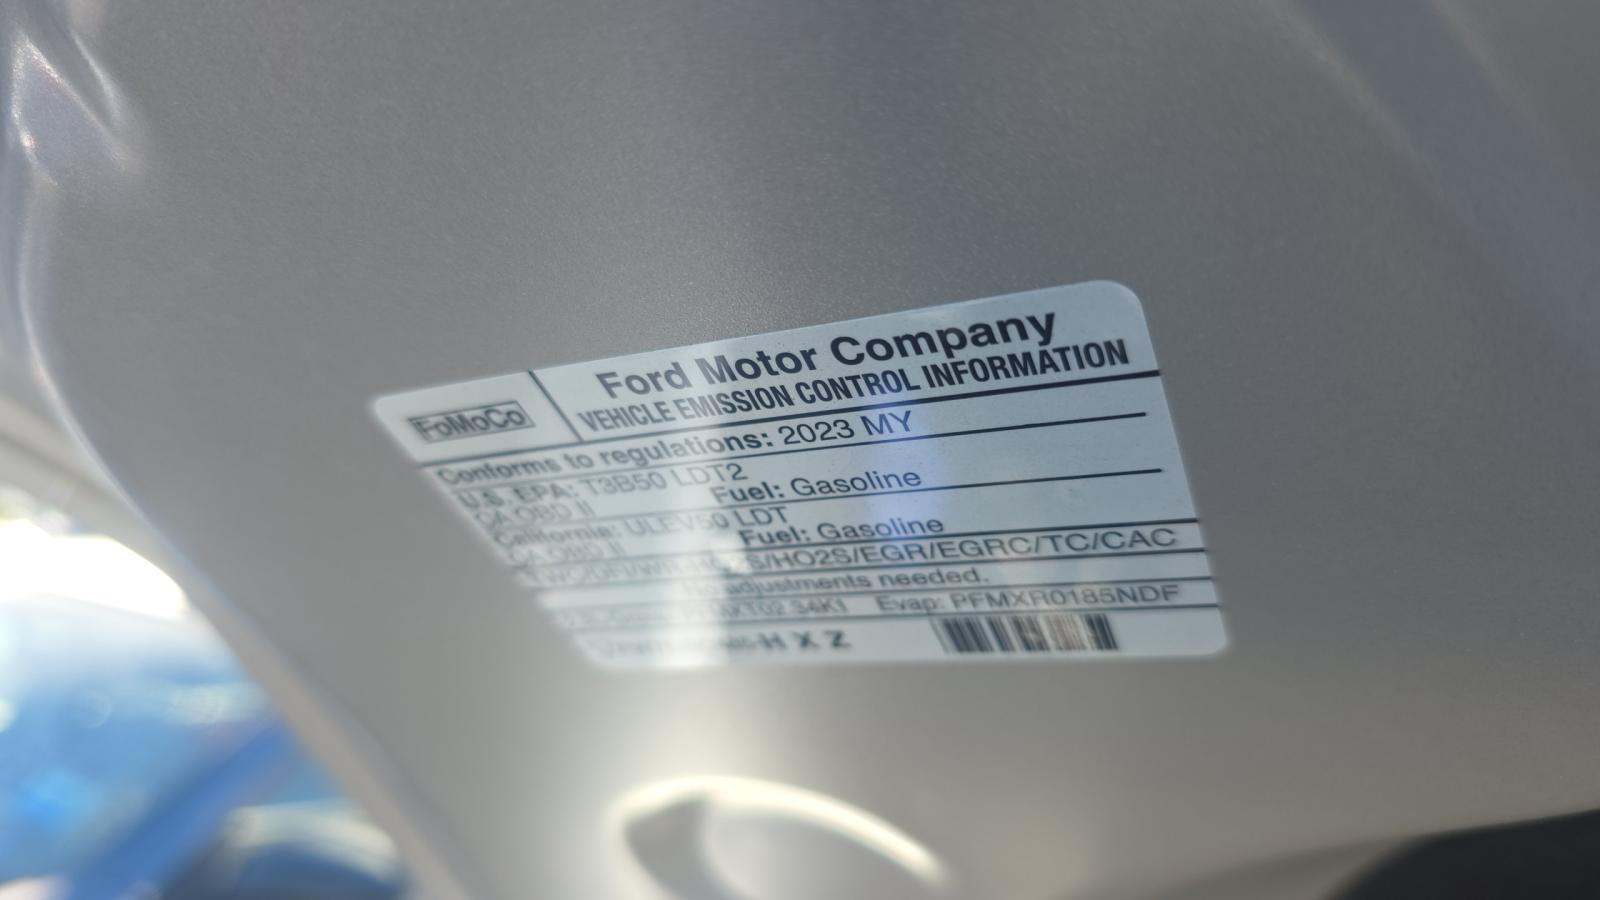 FoMoCo
Ford Motor Company
VEHICLE EMISSION CONTROL INFORMATION
Conforms to regulations: 2023 MY
U.S. EPA: T3B50 LDT2
CA OBD II Fuel: Gasoline
California: ULEV50 LDT
CA OBD II Fuel: Gasoline
S/HO2S/EGR/EGRC/TC/CAC
No adjustments needed.
Evap: PFMXR0185NDF
H X Z